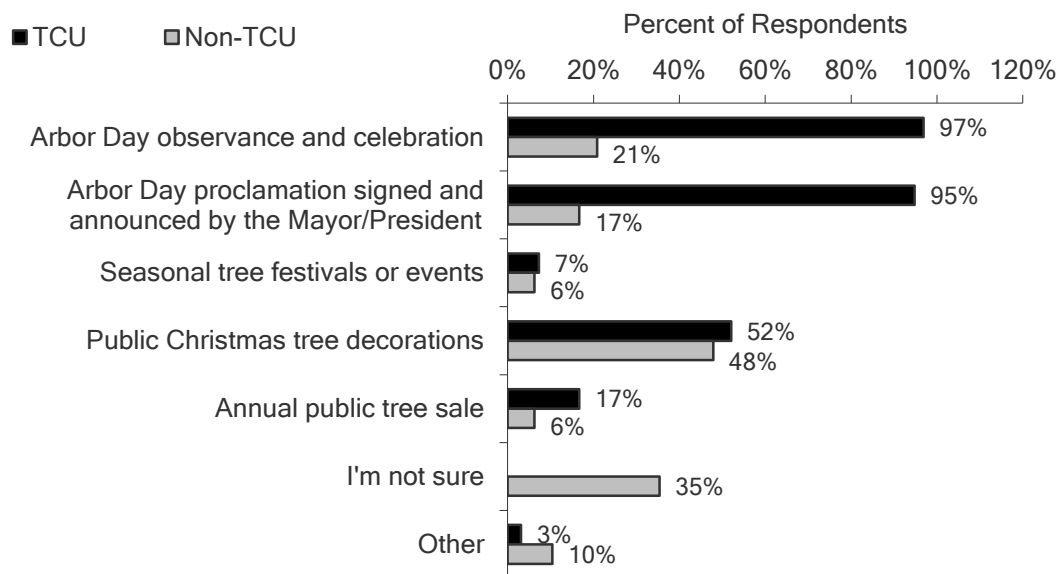 TCU
Non-TCU
Percent of Respondents
0% 20% 40% 60% 80% 100% 120%
Arbor Day observance and celebration
97%
21%
Arbor Day proclamation signed and
announced by the Mayor/President
95%
17%
Seasonal tree festivals or events
7%
6%
Public Christmas tree decorations
52%
48%
Annual public tree sale
17%
6%
I'm not sure
35%
Other
3%
10%